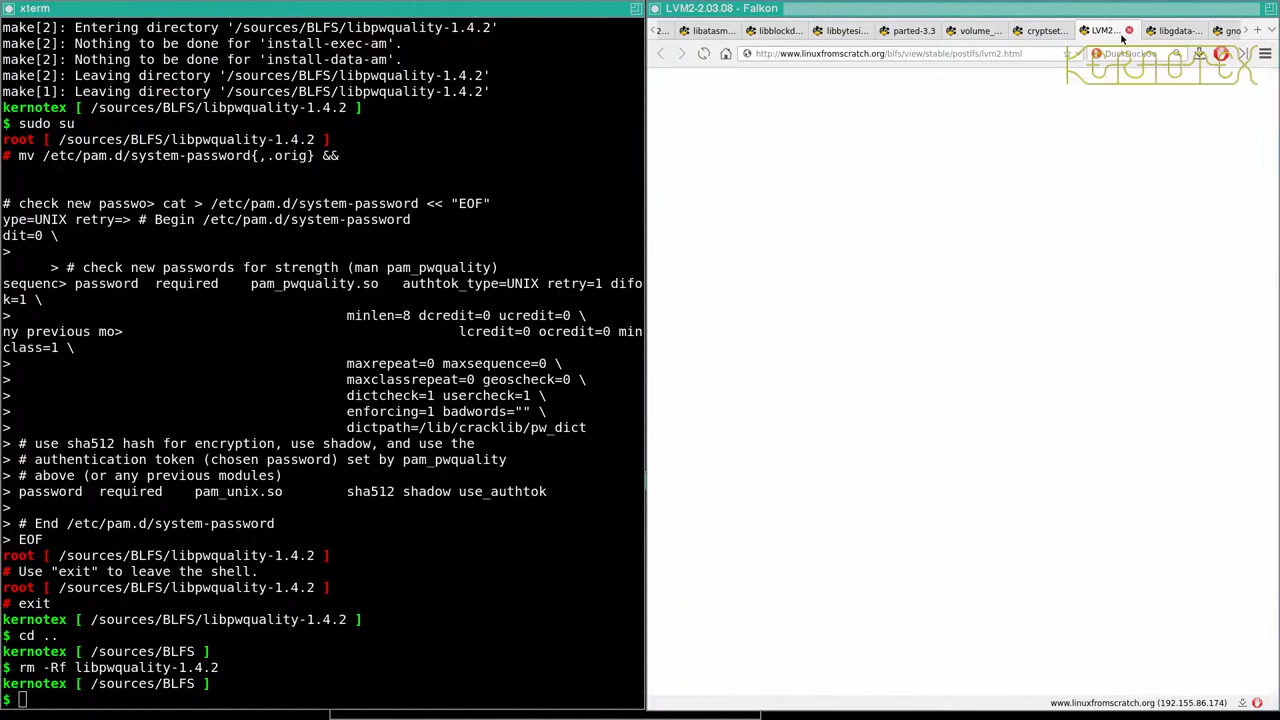 xterm
make[2]: Entering directory '/sources/BLFS/libpwquality-1.4.2'
make[2]: Nothing to be done for 'install-exec-am'.
make[2]: Nothing to be done for 'install-data-am'.
make[2]: Leaving directory '/sources/BLFS/libpwquality-1.4.2'
make[1]: Leaving directory '/sources/BLFS/libpwquality-1.4.2'
kernotex [ /sources/BLFS/libpwquality-1.4.2 ]
$ sudo su
root [ /sources/BLFS/libpwquality-1.4.2 ]
# mv /etc/pam.d/system-password{,.orig} &&
# check new passwo> cat > /etc/pam.d/system-password << "EOF"
ype=UNIX retry=> # Begin /etc/pam.d/system-password
dit=0 \
>
> # check new passwords for strength (man pam_pwquality)
sequenc> password  required    pam_pwquality.so   authtok_type=UNIX retry=1 difo
k=1 \
>                                           minlen=8 dcredit=0 ucredit=0 \
ny previous mo>                                           lcredit=0 ocredit=0 min
class=1 \
>                                           maxrepeat=0 maxsequence=0 \
>                                           maxclassrepeat=0 geoscheck=0 \
>                                           dictcheck=1 usercheck=1 \
>                                           enforcing=1 badwords="" \
>                                           dictpath=/lib/cracklib/pw_dict
> # use sha512 hash for encryption, use shadow, and use the
> # authentication token (chosen password) set by pam_pwquality
> # above (or any previous modules)
> password  required    pam_unix.so        sha512 shadow use_authtok
>
> # End /etc/pam.d/system-password
> EOF
root [ /sources/BLFS/libpwquality-1.4.2 ]
# Use "exit" to leave the shell.
root [ /sources/BLFS/libpwquality-1.4.2 ]
# exit
kernotex [ /sources/BLFS/libpwquality-1.4.2 ]
$ cd ..
kernotex [ /sources/BLFS ]
$ rm -Rf libpwquality-1.4.2
kernotex [ /sources/BLFS ]
$
LVM2-2.03.08 - Falkon
2... libatasm... libblockd... libbytesi... parted-3.3 volume_... cryptset... LVM2... libgdata-... gno
http://www.linuxfromscratch.org/blfs/view/stable/postlfs/lvm2.html DuckDuckGo
KERNOTEX
www.linuxfromscratch.org (192.155.86.174)